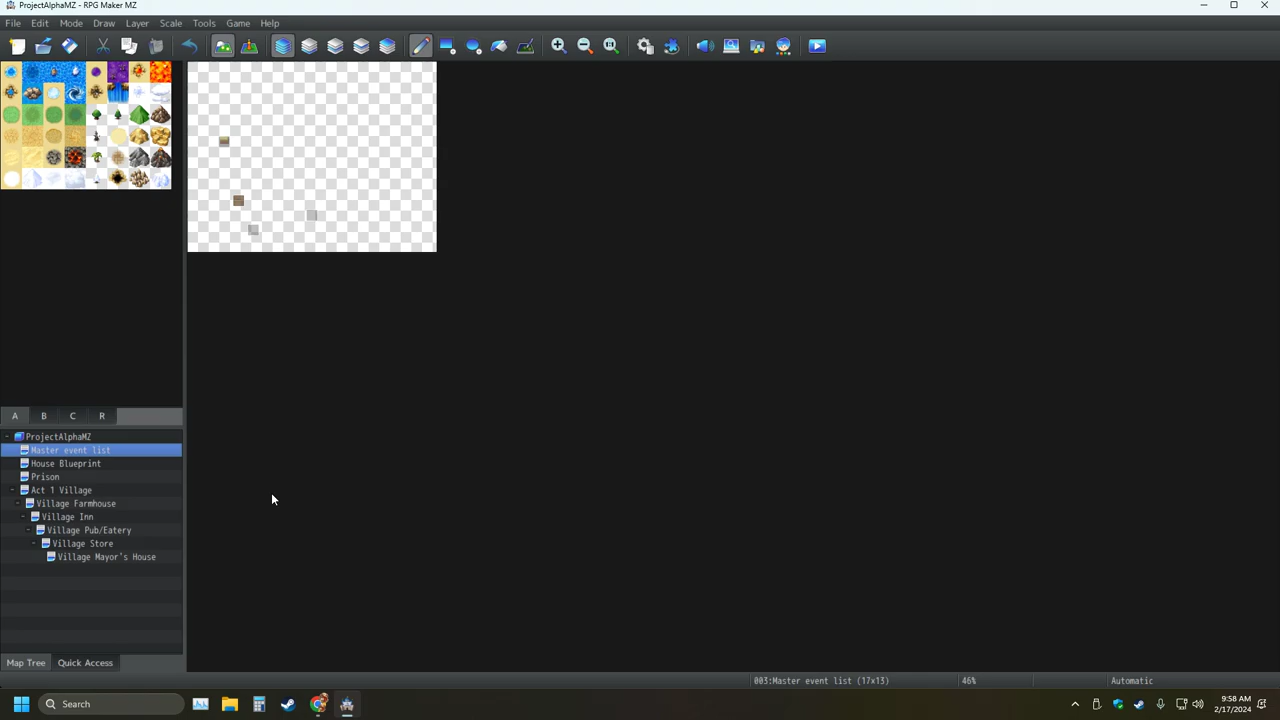 ProjectAlphaMZ - RPG Maker MZ
File Edit Mode Draw Layer Scale Tools Game Help
A B C R
ProjectAlphaMZ
Master event list
House Blueprint
Prison
Act 1 Village
Village Farmhouse
Village Inn
Village Pub/Eatery
Village Store
Village Mayor's House
Map Tree Quick Access
003:Master event list (17x13) 46% Automatic
Search
9:58 AM
2/17/2024